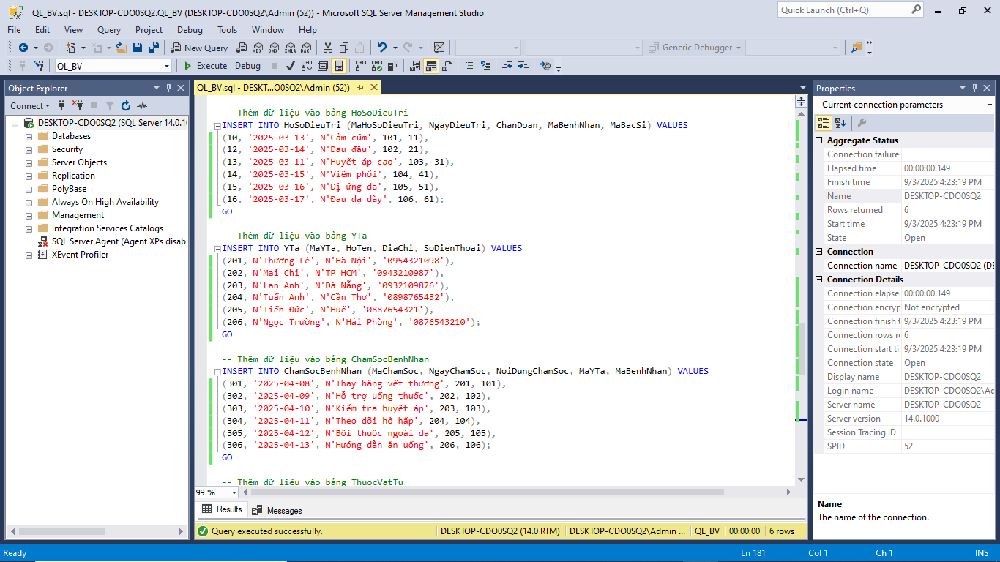 QL_BV.sql - DESKTOP-CDO0SQ2.QL_BV (DESKTOP-CDO0SQ2\Admin (52)) - Microsoft SQL Server Management Studio
Quick Launch (Ctrl+Q)
File Edit View Query Project Debug Tools Window Help
New Query MDX DMX XMLA DAX Generic Debugger
QL_BV Execute Debug
Object Explorer
Connect
DESKTOP-CDO0SQ2 (SQL Server 14.0.10
Databases
Security
Server Objects
Replication
PolyBase
Always On High Availability
Management
Integration Services Catalogs
SQL Server Agent (Agent XPs disabl
XEvent Profiler
QL_BV.sql - DESKT...O0SQ2\Admin (52))
-- Thêm dữ liệu vào bảng HoSoDieuTri
INSERT INTO HoSoDieuTri (MaHoSoDieuTri, NgayDieuTri, ChanDoan, MaBenhNhan, MaBacSi) VALUES
(10, '2025-03-13', N'Cảm cúm', 101, 11),
(12, '2025-03-14', N'Đau đầu', 102, 21),
(13, '2025-03-11', N'Huyết áp cao', 103, 31),
(14, '2025-03-15', N'Viêm phổi', 104, 41),
(15, '2025-03-16', N'Dị ứng da', 105, 51),
(16, '2025-03-17', N'Đau dạ dày', 106, 61);
GO
-- Thêm dữ liệu vào bảng YTa
INSERT INTO YTa (MaYTa, HoTen, DiaChi, SoDienThoai) VALUES
(201, N'Thương Lê', N'Hà Nội', '0954321098'),
(202, N'Mai Chi', N'TP HCM', '0943210987'),
(203, N'Lan Anh', N'Đà Nẵng', '0932109876'),
(204, N'Tuấn Anh', N'Cần Thơ', '0898765432'),
(205, N'Tiến Đức', N'Huế', '0887654321'),
(206, N'Ngọc Trường', N'Hải Phòng', '0876543210');
GO
-- Thêm dữ liệu vào bảng ChamSocBenhNhan
INSERT INTO ChamSocBenhNhan (MaChamSoc, NgayChamSoc, NoiDungChamSoc, MaYTa, MaBenhNhan) VALUES
(301, '2025-04-08', N'Thay băng vết thương', 201, 101),
(302, '2025-04-09', N'Hỗ trợ uống thuốc', 202, 102),
(303, '2025-04-10', N'Kiểm tra huyết áp', 203, 103),
(304, '2025-04-11', N'Theo dõi hô hấp', 204, 104),
(305, '2025-04-12', N'Bôi thuốc ngoài da', 205, 105),
(306, '2025-04-13', N'Hướng dẫn ăn uống', 206, 106);
GO
-- Thêm dữ liệu vào bảng ThuocVatTu
99 %
Results Messages
Query executed successfully. DESKTOP-CDO0SQ2 (14.0 RTM) DESKTOP-CDO0SQ2\Admin ... QL_BV 00:00:00 6 rows
Properties
Current connection parameters
Aggregate Status
Connection failures
Elapsed time 00:00:00.149
Finish time 9/3/2025 4:23:19 PM
Name DESKTOP-CDO0SQ2
Rows returned 6
Start time 9/3/2025 4:23:19 PM
State Open
Connection
Connection name DESKTOP-CDO0SQ2 (DE
Connection Details
Connection elapse 00:00:00.149
Connection encryp Not encrypted
Connection finish t 9/3/2025 4:23:19 PM
Connection rows re 6
Connection start tir 9/3/2025 4:23:19 PM
Connection state Open
Display name DESKTOP-CDO0SQ2
Login name DESKTOP-CDO0SQ2\Ad
Server name DESKTOP-CDO0SQ2
Server version 14.0.1000
Session Tracing ID
SPID 52
Name
The name of the connection.
Ready Ln 181 Col 1 Ch 1 INS